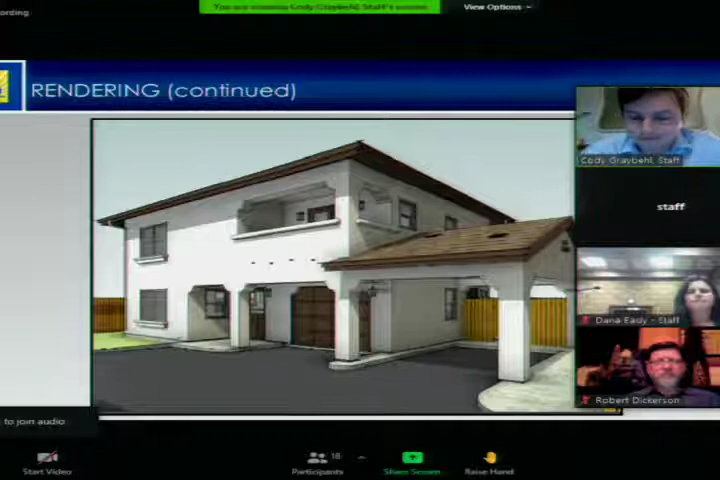 ording
You are viewing Cody Graybehl, Staff's screen
View Options
RENDERING (continued)
Cody Graybehl, Staff
staff
Dana Eady - Staff
Robert Dickerson
to join audio
18
Start Video
Participants
Share Screen
Raise Hand